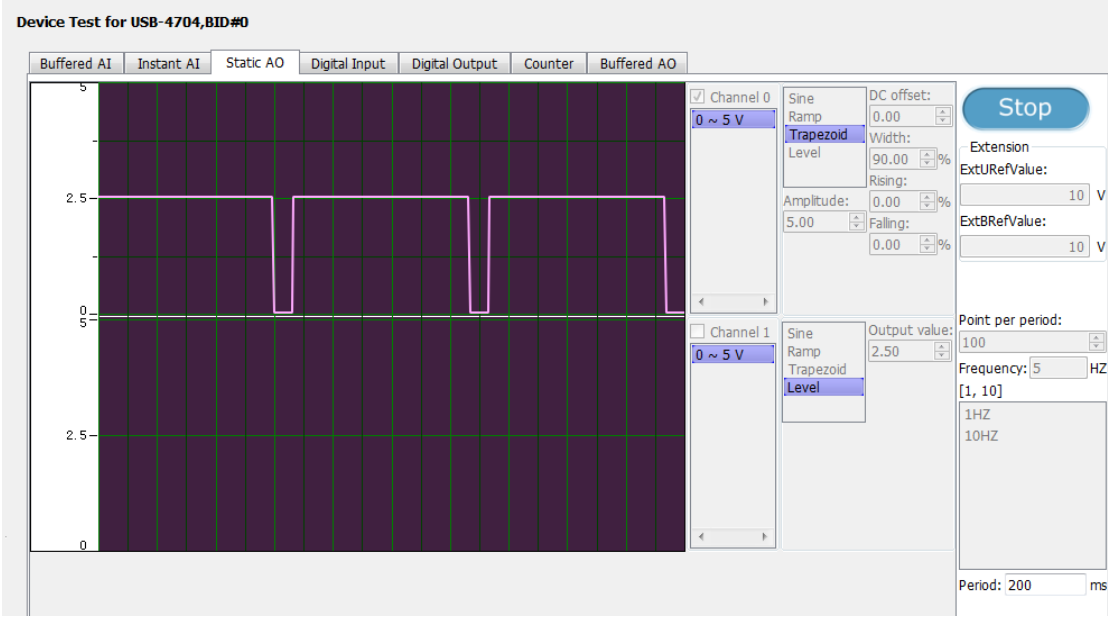 Device Test for USB-4704,BID#0
Buffered AI Instant AI Static AO Digital Input Digital Output Counter Buffered AO
5
2.5
0
5
2.5
0
Channel 0
0 ~ 5 V
Sine
Ramp
Trapezoid
Level
Amplitude:
5.00
DC offset:
0.00
Width:
90.00 %
Rising:
0.00 %
Falling:
0.00 %
Channel 1
0 ~ 5 V
Sine
Ramp
Trapezoid
Level
Output value:
2.50
Stop
Extension
ExtURefValue:
10 V
ExtBRefValue:
10 V
Point per period:
100
Frequency: 5 HZ
[1, 10]
1HZ
10HZ
Period: 200 ms